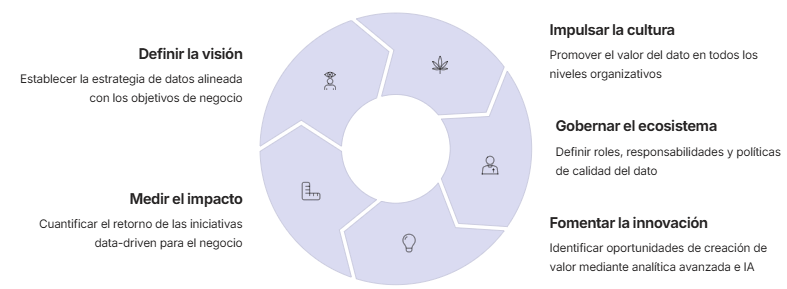 Definir la visión
Establecer la estrategia de datos alineada
con los objetivos de negocio
Impulsar la cultura
Promover el valor del dato en todos los
niveles organizativos
Gobernar el ecosistema
Definir roles, responsabilidades y políticas
de calidad del dato
Fomentar la innovación
Identificar oportunidades de creación de
valor mediante analítica avanzada e IA
Medir el impacto
Cuantificar el retorno de las iniciativas
data-driven para el negocio